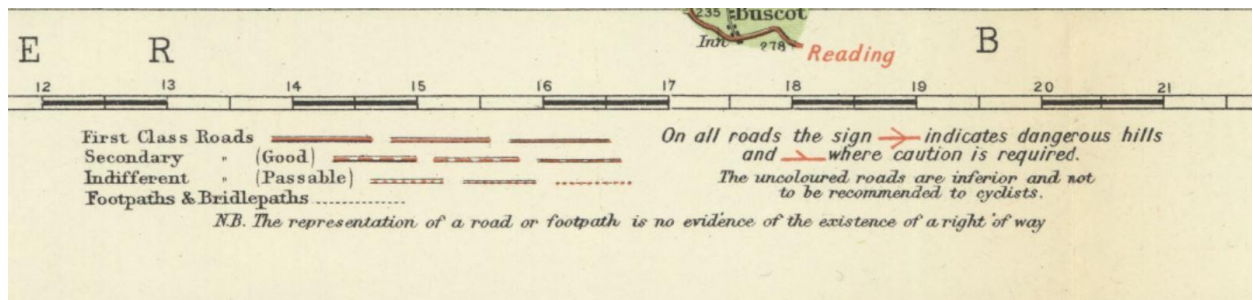 235 Buscot
Inn 278 Reading
E R B
12 13 14 15 16 17 18 19 20 21
First Class Roads
Secondary " (Good)
Indifferent " (Passable)
Footpaths & Bridlepaths
On all roads the sign indicates dangerous hills
and where caution is required.
The uncoloured roads are inferior and not
to be recommended to cyclists.
N.B. The representation of a road or footpath is no evidence of the existence of a right of way